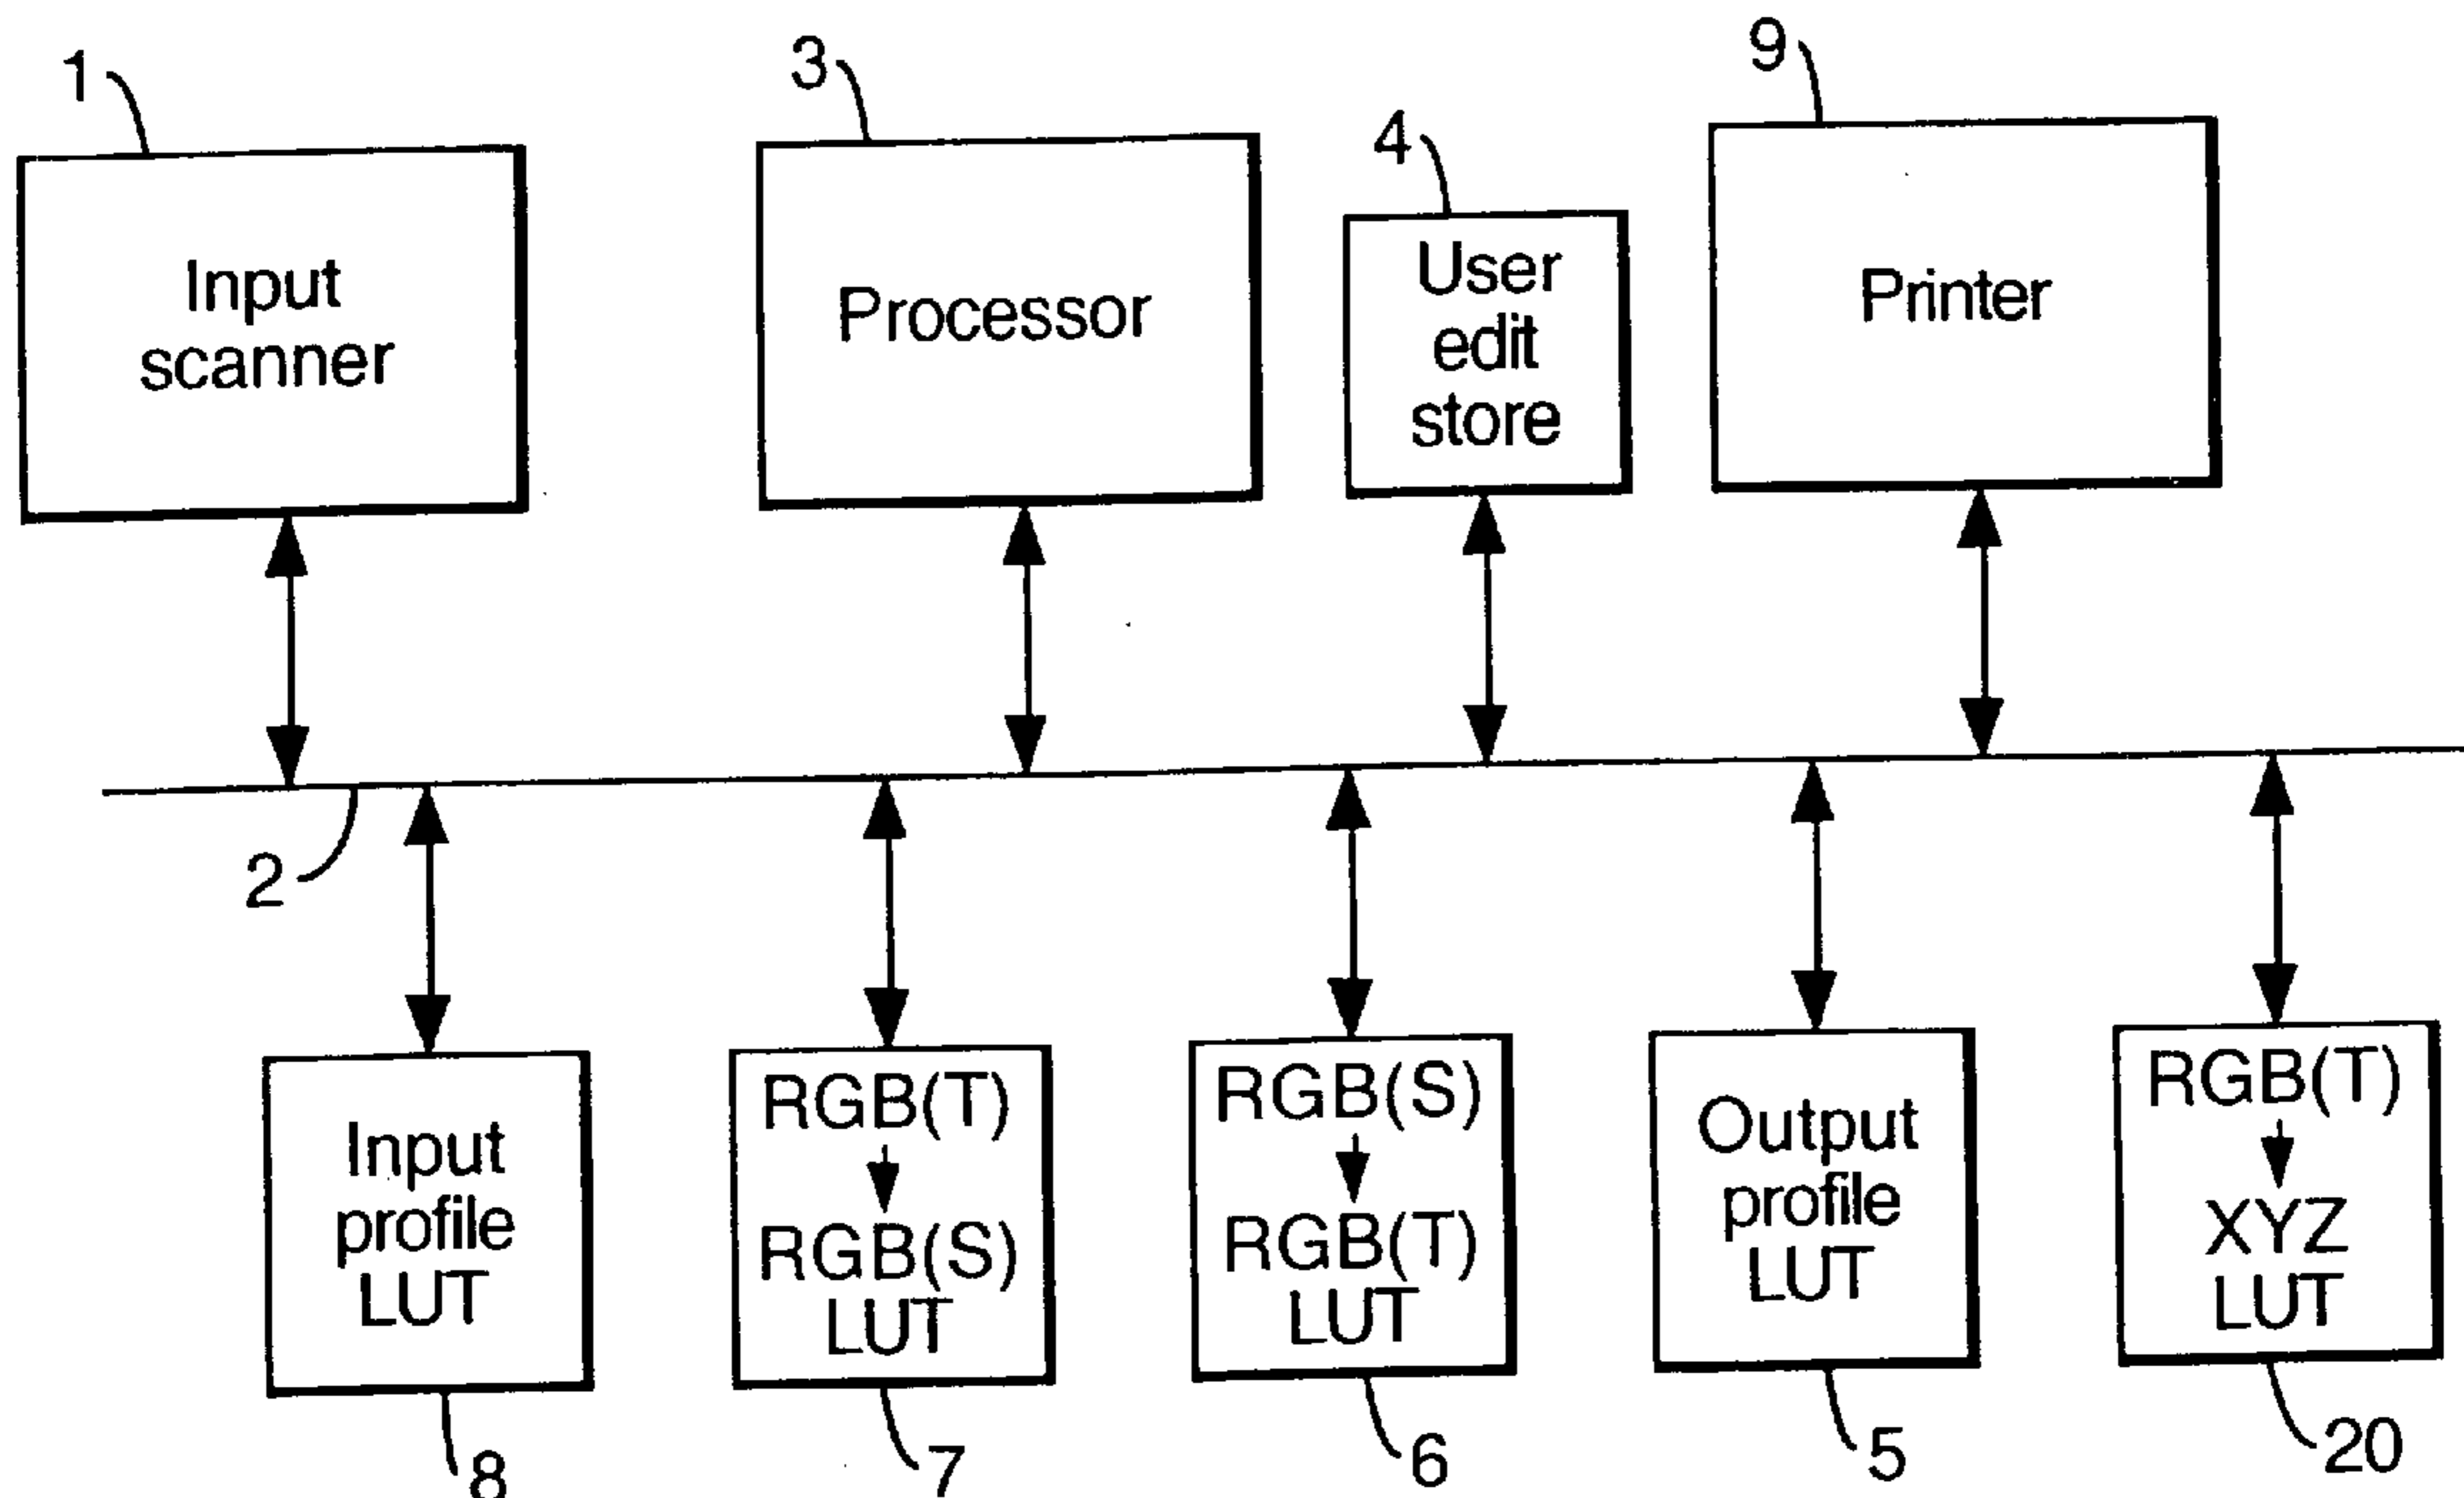 1
3
4
9
Input
scanner
Processor
User
edit
store
Printer
2
Input
profile
LUT
RGB(T)
RGB(S)
LUT
RGB(S)
RGB(T)
LUT
Output
profile
LUT
RGB(T)
XYZ
LUT
8
7
6
5
20